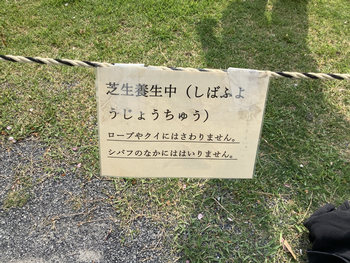 芝生養生中（しばふよ
うじょうちゅう）
ロープやクイにはさわりません。
シバフのなかにははいりません。